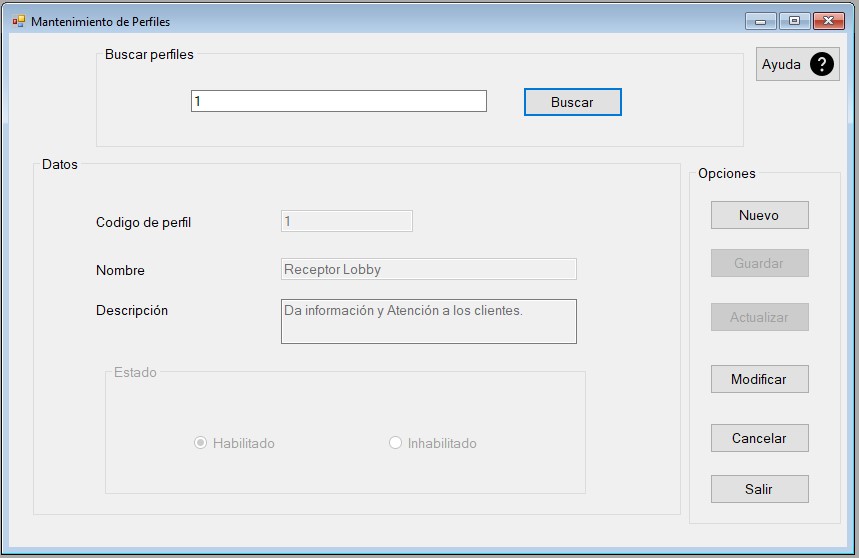 Mantenimiento de Perfiles
Buscar perfiles
Ayuda ?
1
Buscar
Datos
Opciones
Codigo de perfil
1
Nuevo
Nombre
Receptor Lobby
Guardar
Descripción
Da información y Atención a los clientes.
Actualizar
Estado
Modificar
Habilitado
Inhabilitado
Cancelar
Salir